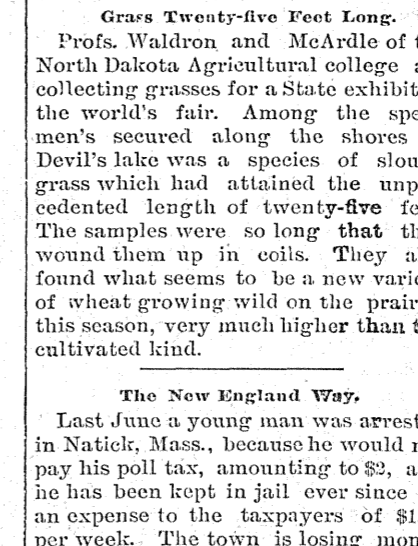 Grass Twenty-five Feet Long.
Profs. Waldron and McArdle of
North Dakota Agricultural college
collecting grasses for a State exhibit
the world's fair. Among the spe
men's secured along the shores
Devil's lake was a species of slou
grass which had attained the unp
cedented length of twenty-five fe
The samples were so long that th
wound them up in coils. They a
found what seems to be a new varie
of wheat growing wild on the prair
this season, very much higher than
cultivated kind.
The New England Way.
Last June a young man was arrest
in Natick, Mass., because he would
pay his poll tax, amounting to $2, a
he has been kept in jail ever since
an expense to the taxpayers of $1
per week. The town is losing mon